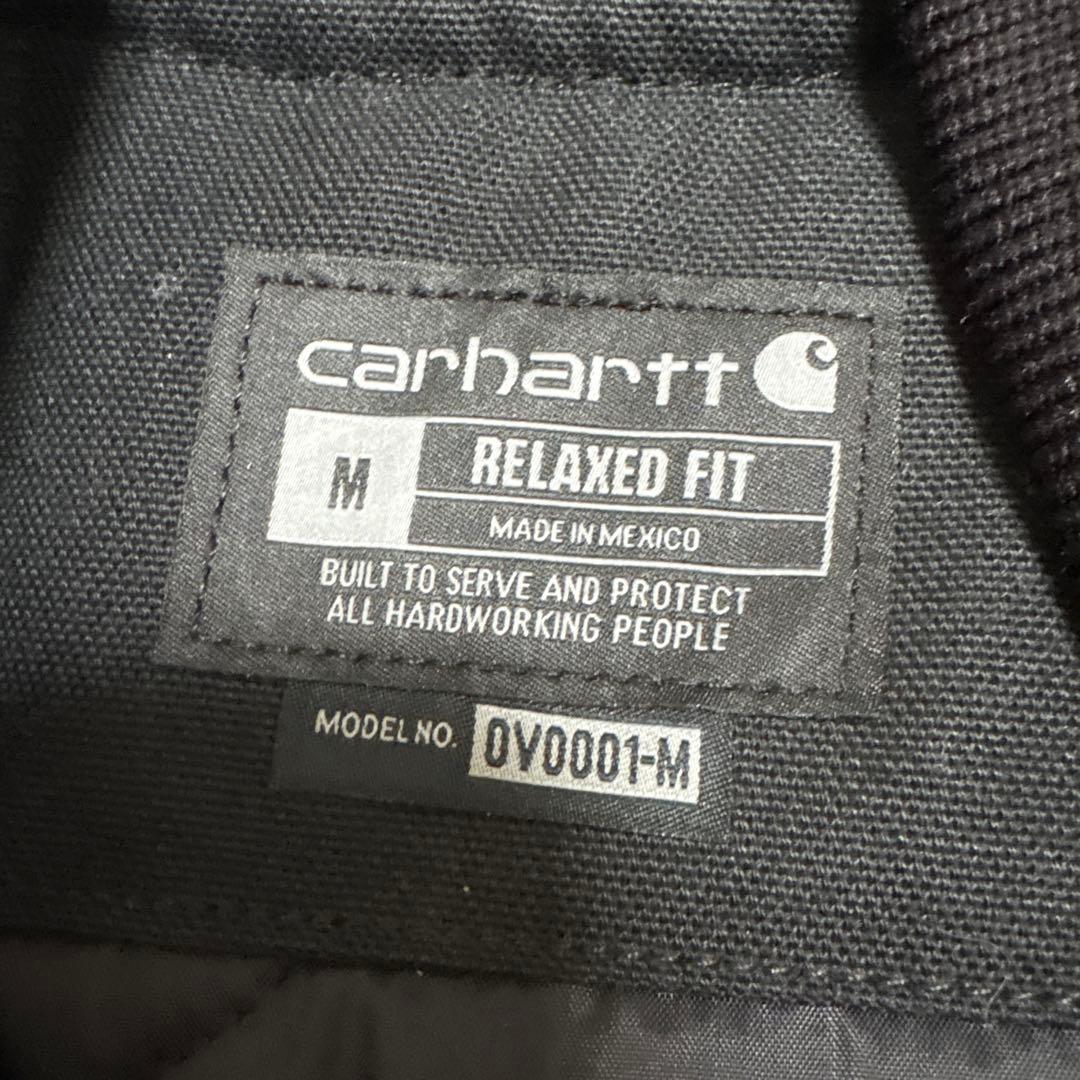 carhartt
M RELAXED FIT
MADE IN MEXICO
BUILT TO SERVE AND PROTECT
ALL HARDWORKING PEOPLE
MODEL NO. OV0001-M